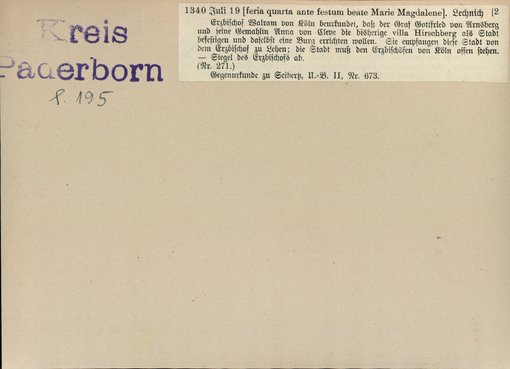 Kreis
Paderborn
S. 195
1340 Juli 19 [feria quarta ante festum beate Marie Magdalene]. Lechnich [2
Erzbischof Walram von Köln beurkundet, daß der Graf Gottfried von Arnsberg
und seine Gemahlin Anna von Cleve die bisherige villa Hirschberg als Stadt
befestigen und daselbst eine Burg errichten wollen. Sie empfangen diese Stadt von
dem Erzbischof zu Lehen; die Stadt muß den Erzbischöfen von Köln offen stehen.
— Siegel des Erzbischofs ab.
(Nr. 271.)
Gegenurkunde zu Seibertz, U.-B. II, Nr. 673.